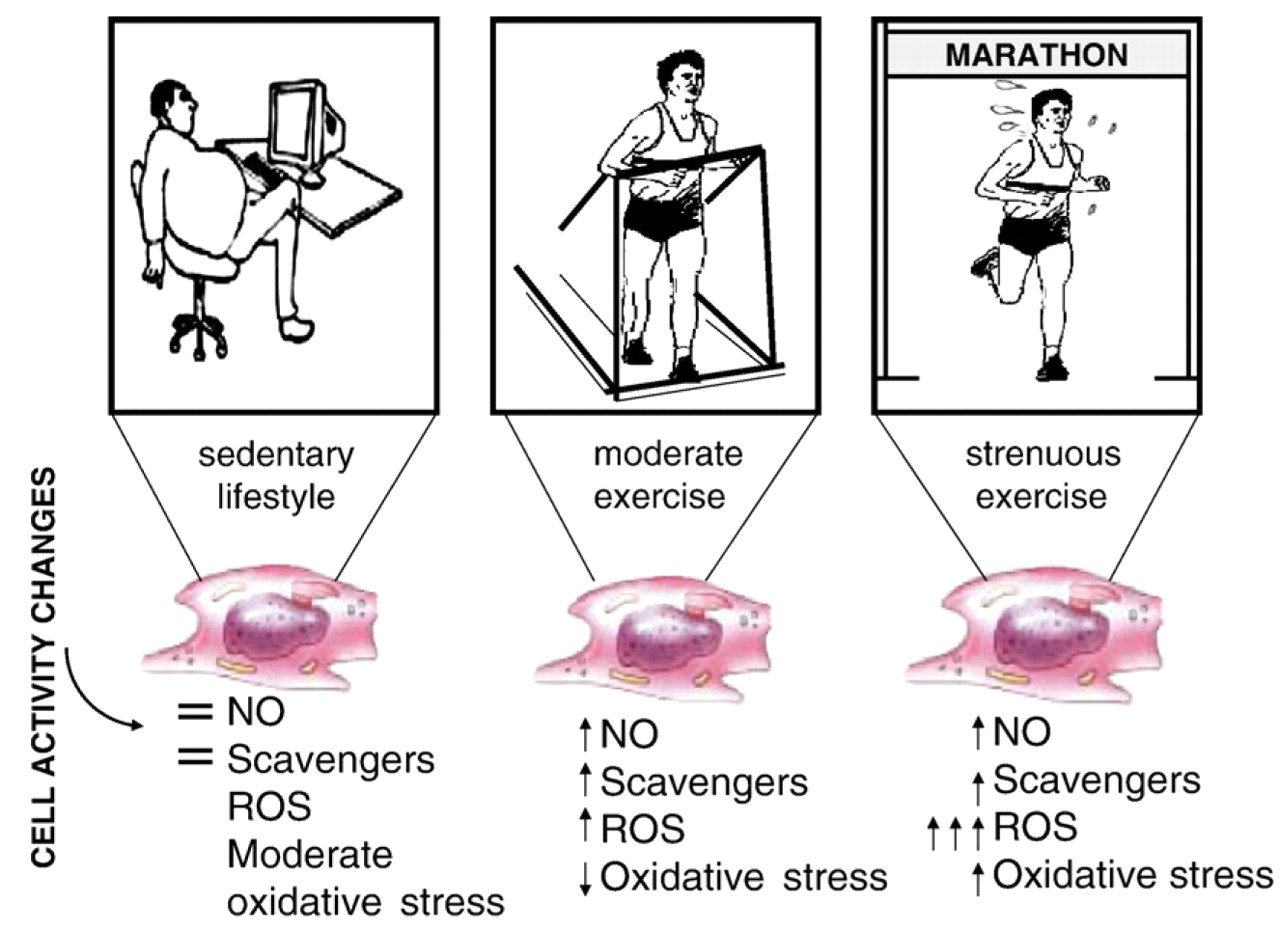 MARATHON
sedentary
lifestyle
moderate
exercise
strenuous
exercise
CELL ACTIVITY CHANGES
= NO
= Scavengers
ROS
Moderate
oxidative stress
↑ NO
↑ Scavengers
↑ ROS
↓ Oxidative stress
↑ NO
↑ Scavengers
↑↑↑ ROS
↑ Oxidative stress